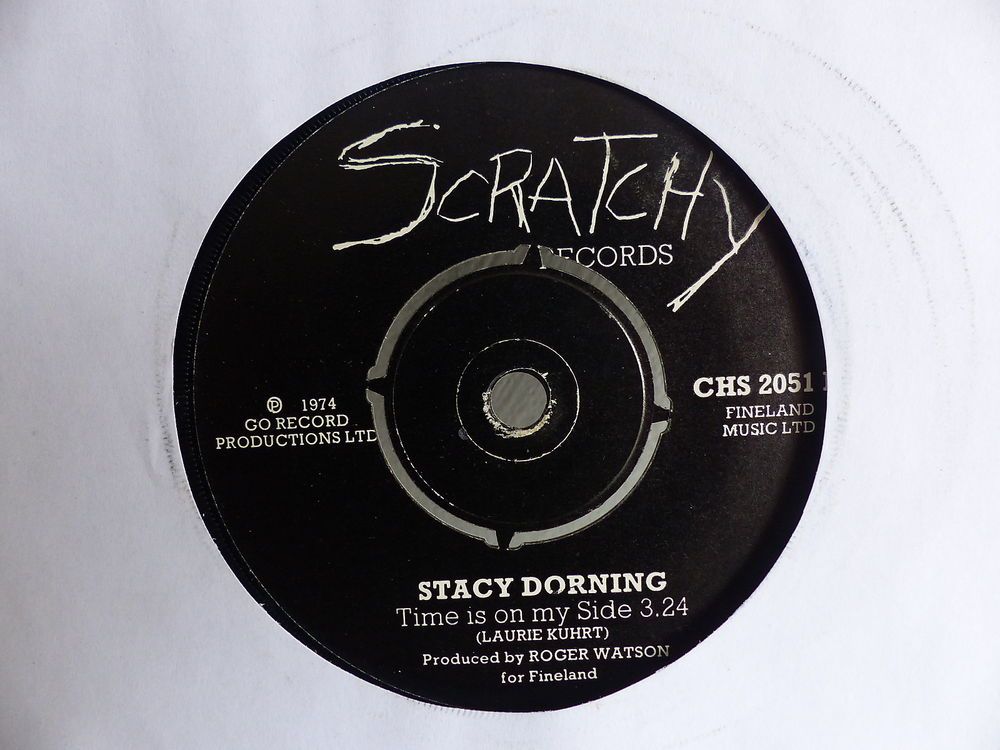 SCRATCHY
RECORDS
CHS 2051
FINELAND
MUSIC LTD
Ⓟ 1974
GO RECORD
PRODUCTIONS LTD
STACY DORNING
Time is on my Side 3.24
(LAURIE KUHRT)
Produced by ROGER WATSON
for Fineland